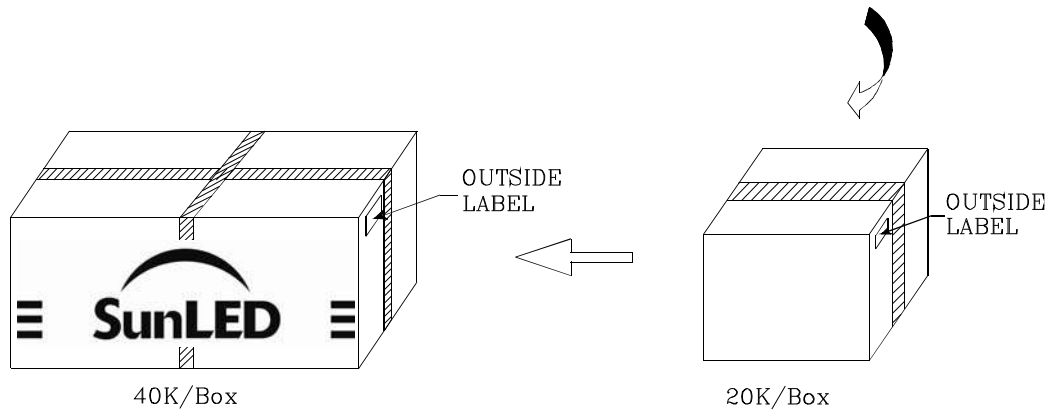 OUTSIDE
LABEL
SunLED
40K/Box
OUTSIDE
LABEL
20K/Box